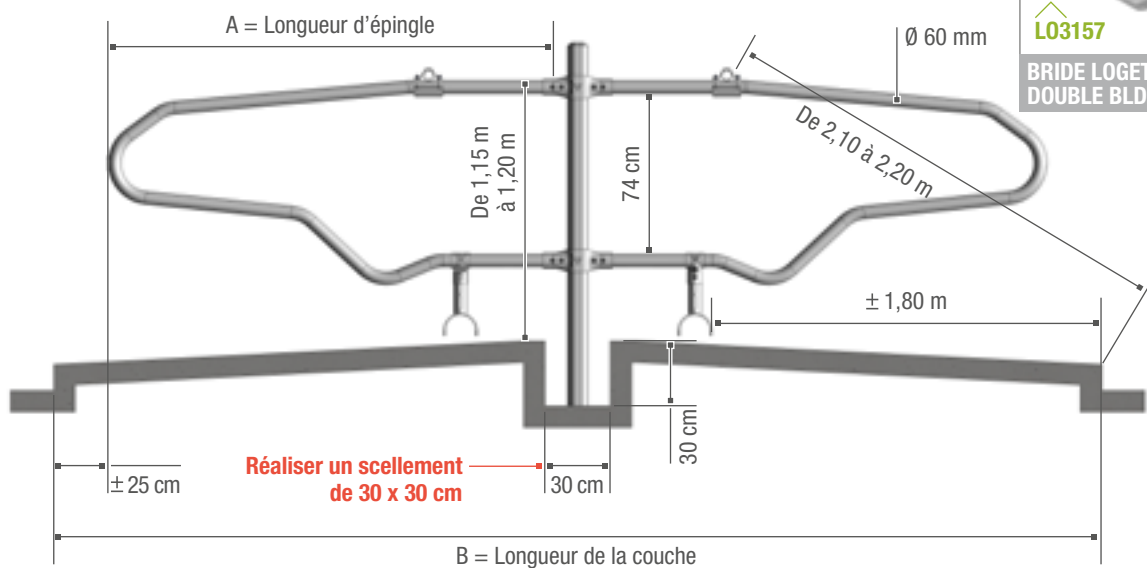 A = Longueur d'épingle
Ø 60 mm
LO3157
BRIDE LOGET
DOUBLE BLD
De 1,15 m
à 1,20 m
74 cm
De 2,10 à 2,20 m
± 1,80 m
30 cm
Réaliser un scellement
de 30 x 30 cm
± 25 cm
30 cm
B = Longueur de la couche